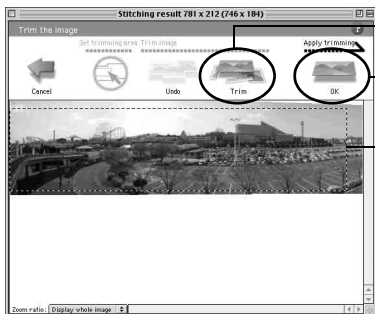 Stitching result 781 x 212 (746 x 184)
Trim the image
Set trimming area Trim image Apply trimming
Cancel Undo Trim OK
Zoom ratio: Display whole image